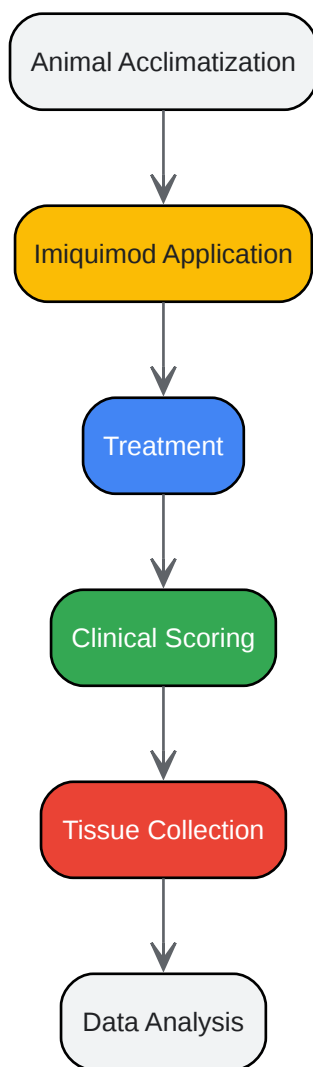 Animal Acclimatization
Imiquimod Application
Treatment
Clinical Scoring
Tissue Collection
Data Analysis